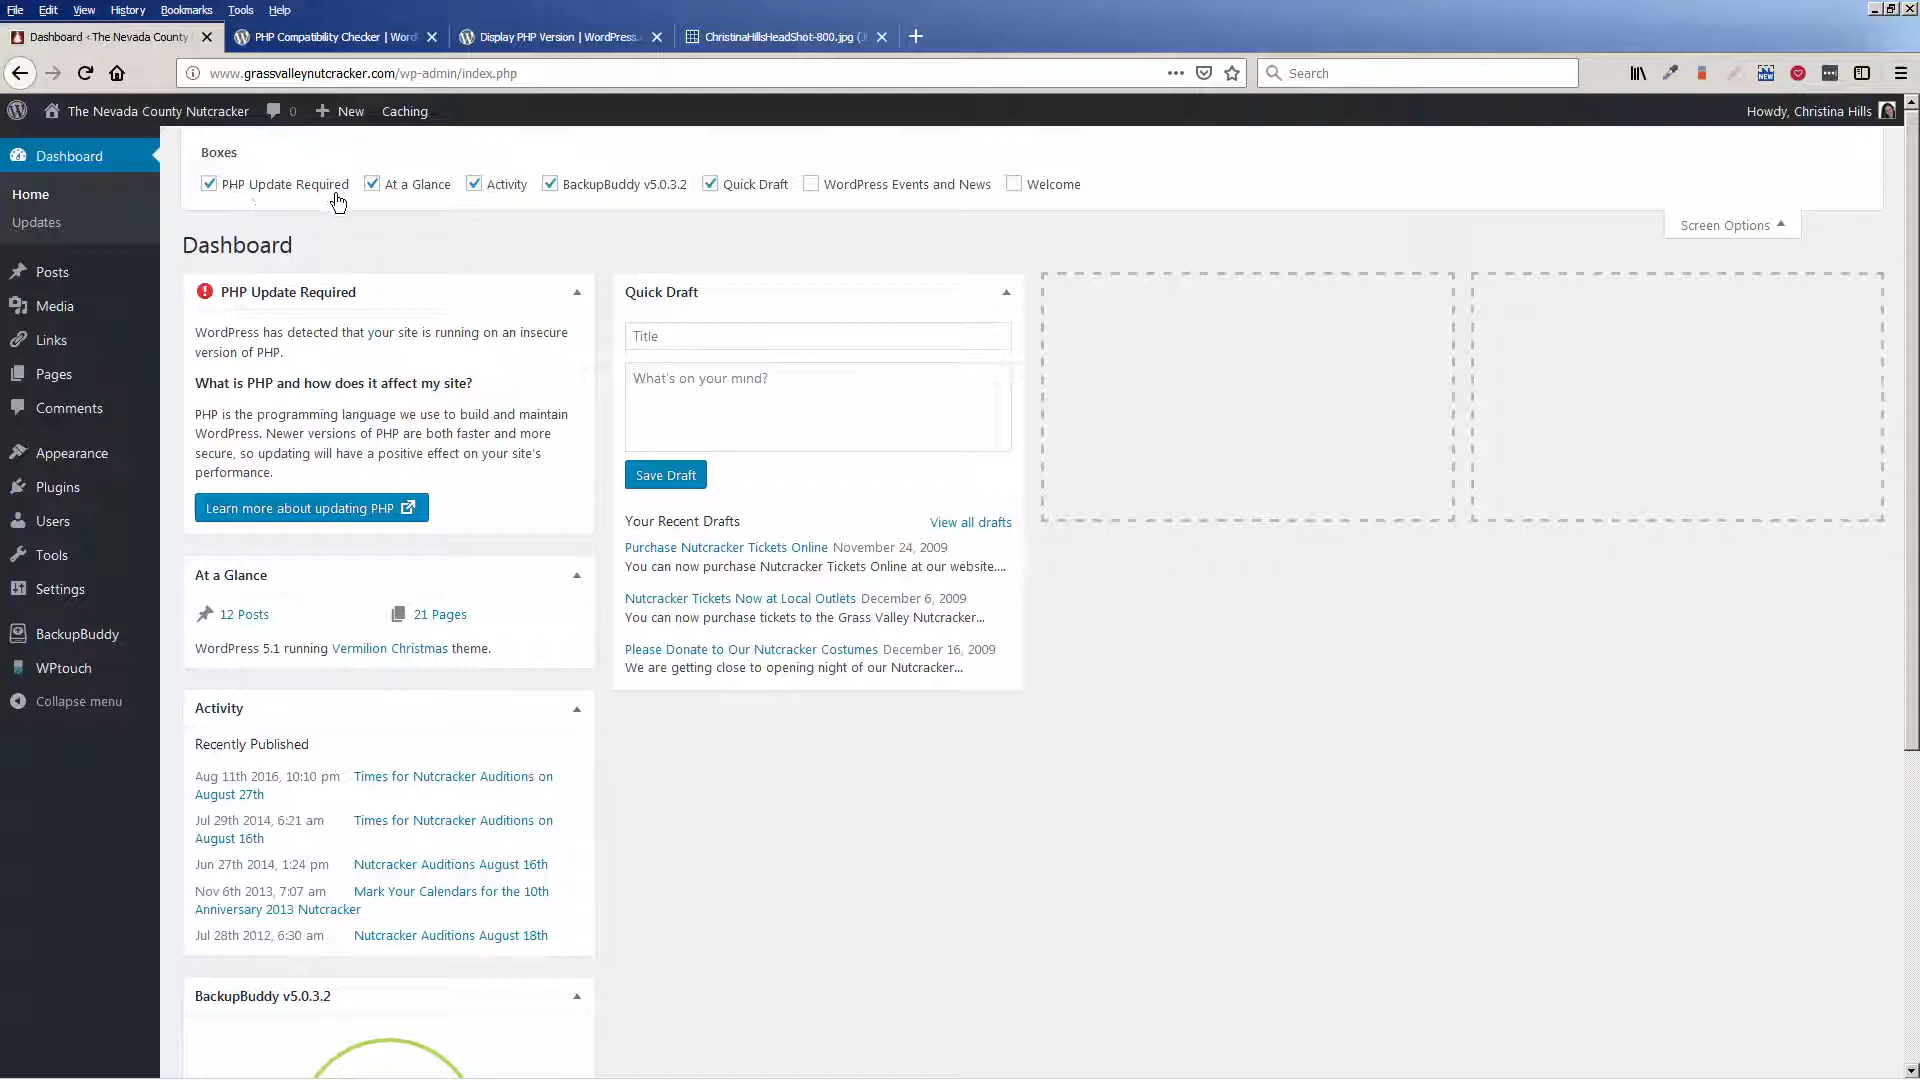 File Edit View History Bookmarks Tools Help
Dashboard ‹ The Nevada County
PHP Compatibility Checker | Word
Display PHP Version | WordPress.
ChristinaHillsHeadShot-800.jpg (
www.grassvalleynutcracker.com/wp-admin/index.php
Search
NEW
The Nevada County Nutcracker 0 New Caching
Howdy, Christina Hills
Dashboard
Home
Updates
Posts
Media
Links
Pages
Comments
Appearance
Plugins
Users
Tools
Settings
BackupBuddy
WPtouch
Collapse menu
Boxes
PHP Update Required At a Glance Activity BackupBuddy v5.0.3.2 Quick Draft WordPress Events and News Welcome
Screen Options
Dashboard
PHP Update Required
WordPress has detected that your site is running on an insecure
version of PHP.
What is PHP and how does it affect my site?
PHP is the programming language we use to build and maintain
WordPress. Newer versions of PHP are both faster and more
secure, so updating will have a positive effect on your site's
performance.
Learn more about updating PHP
At a Glance
12 Posts 21 Pages
WordPress 5.1 running Vermilion Christmas theme.
Activity
Recently Published
Aug 11th 2016, 10:10 pm Times for Nutcracker Auditions on
August 27th
Jul 29th 2014, 6:21 am Times for Nutcracker Auditions on
August 16th
Jun 27th 2014, 1:24 pm Nutcracker Auditions August 16th
Nov 6th 2013, 7:07 am Mark Your Calendars for the 10th
Anniversary 2013 Nutcracker
Jul 28th 2012, 6:30 am Nutcracker Auditions August 18th
BackupBuddy v5.0.3.2
Quick Draft
Title
What's on your mind?
Save Draft
Your Recent Drafts View all drafts
Purchase Nutcracker Tickets Online November 24, 2009
You can now purchase Nutcracker Tickets Online at our website....
Nutcracker Tickets Now at Local Outlets December 6, 2009
You can now purchase tickets to the Grass Valley Nutcracker...
Please Donate to Our Nutcracker Costumes December 16, 2009
We are getting close to opening night of our Nutcracker...